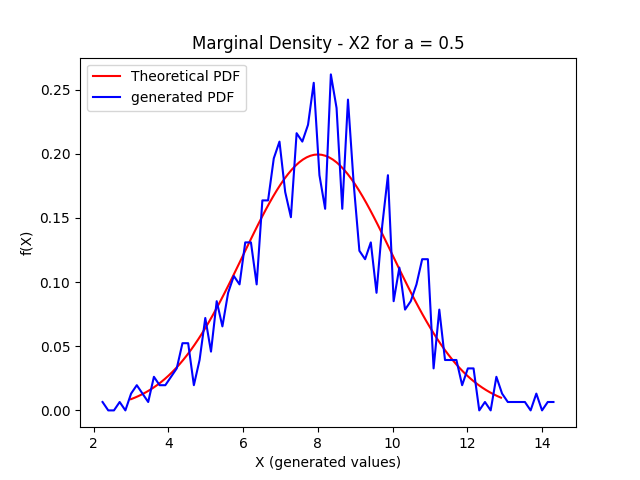 Marginal Density - X2 for a = 0.5
Theoretical PDF
generated PDF
f(X)
0.25
0.20
0.15
0.10
0.05
0.00
2 4 6 8 10 12 14
X (generated values)